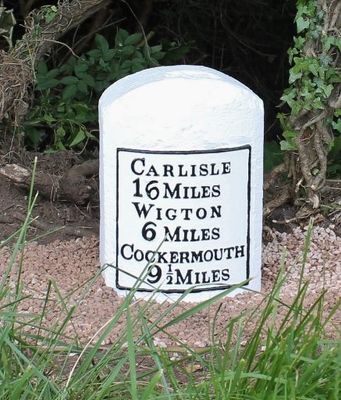 CARLISLE
16 MILES
WIGTON
6 MILES
COCKERMOUTH
9½ MILES